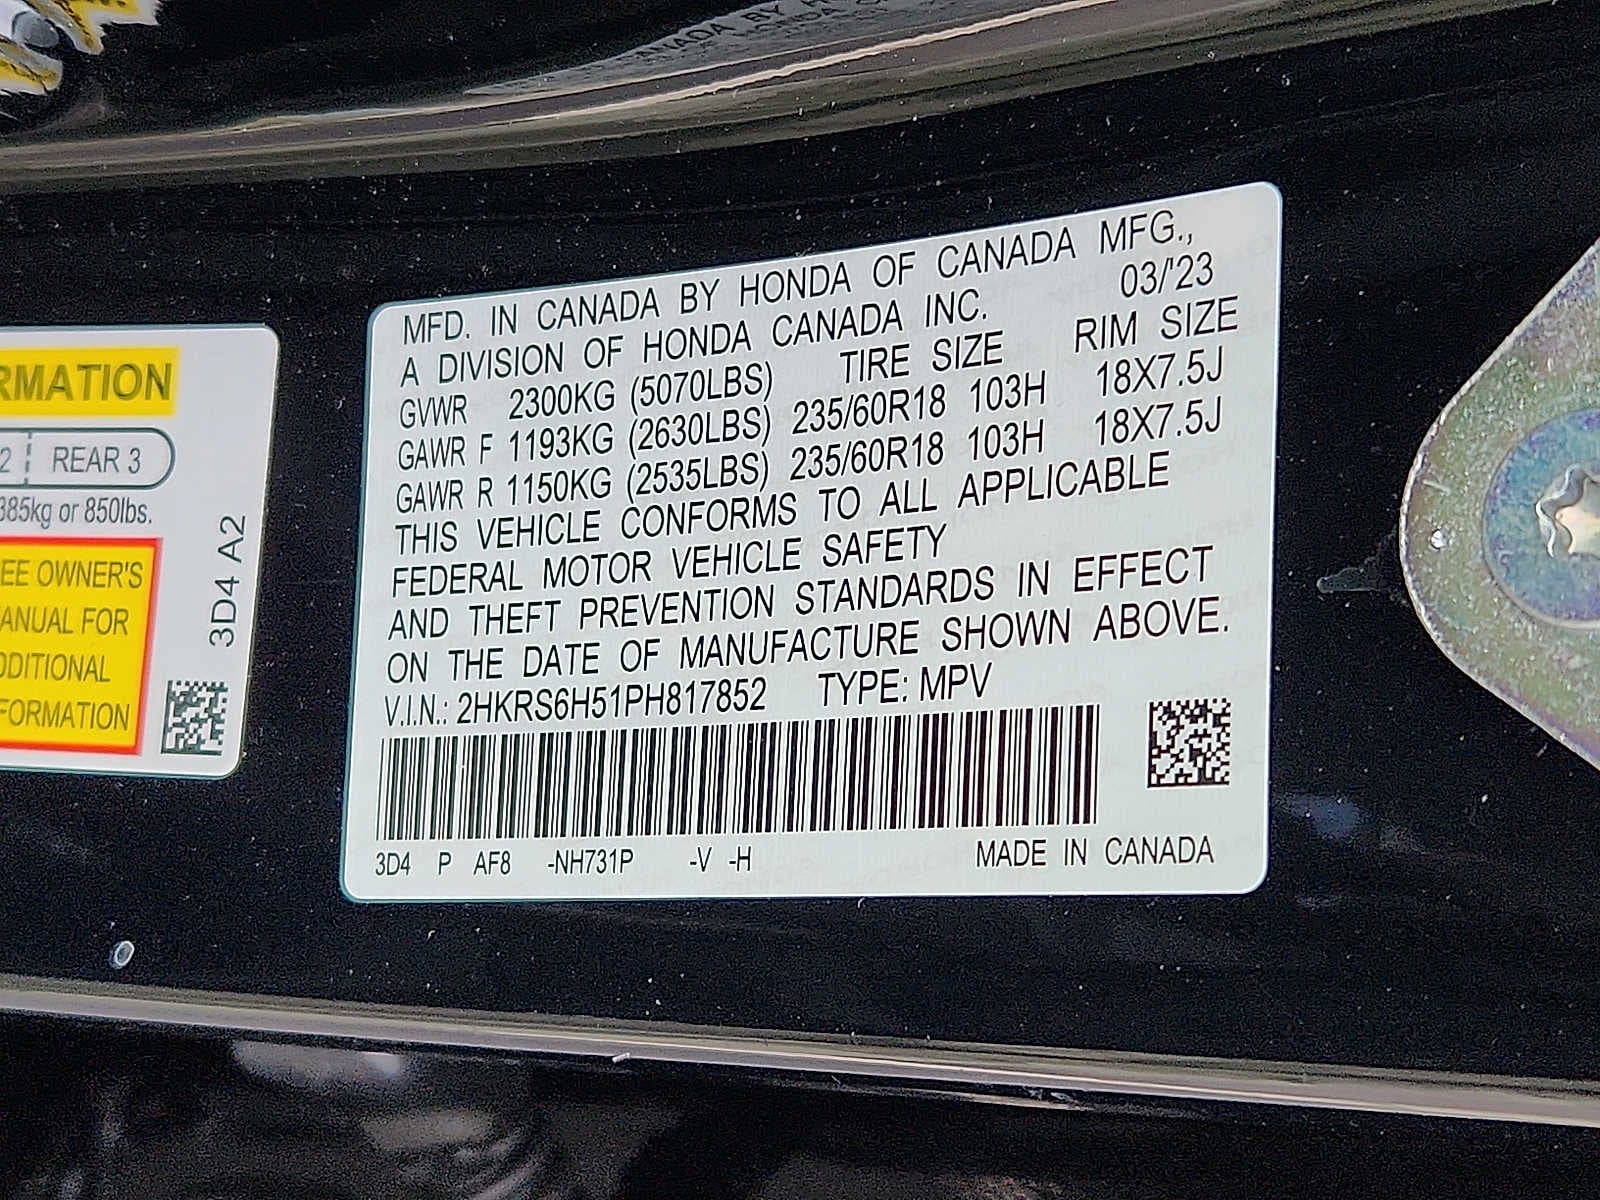 RMATION
2 REAR 3
385kg or 850lbs.
EE OWNER'S
ANUAL FOR
DDITIONAL
FORMATION
3D4 A2
MFD. IN CANADA BY HONDA OF CANADA MFG.,
A DIVISION OF HONDA CANADA INC. 03/'23
GVWR 2300KG (5070LBS) TIRE SIZE RIM SIZE
GAWR F 1193KG (2630LBS) 235/60R18 103H 18X7.5J
GAWR R 1150KG (2535LBS) 235/60R18 103H 18X7.5J
THIS VEHICLE CONFORMS TO ALL APPLICABLE
FEDERAL MOTOR VEHICLE SAFETY
AND THEFT PREVENTION STANDARDS IN EFFECT
ON THE DATE OF MANUFACTURE SHOWN ABOVE.
V.I.N.: 2HKRS6H51PH817852 TYPE: MPV
3D4 P AF8 -NH731P -V -H MADE IN CANADA